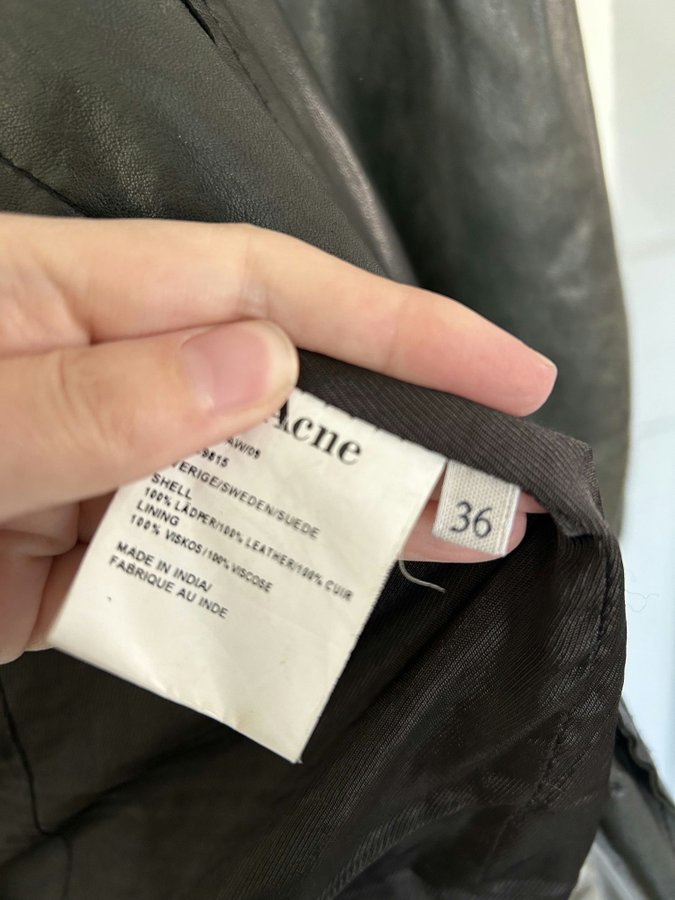 Acne
AW/09
9815
SVERIGE/SWEDEN/SUEDE
SHELL
100% LÄDPER/100% LEATHER/100% CUIR
LINING
100% VISKOS/100% VISCOSE
MADE IN INDIA/
FABRIQUE AU INDE
36